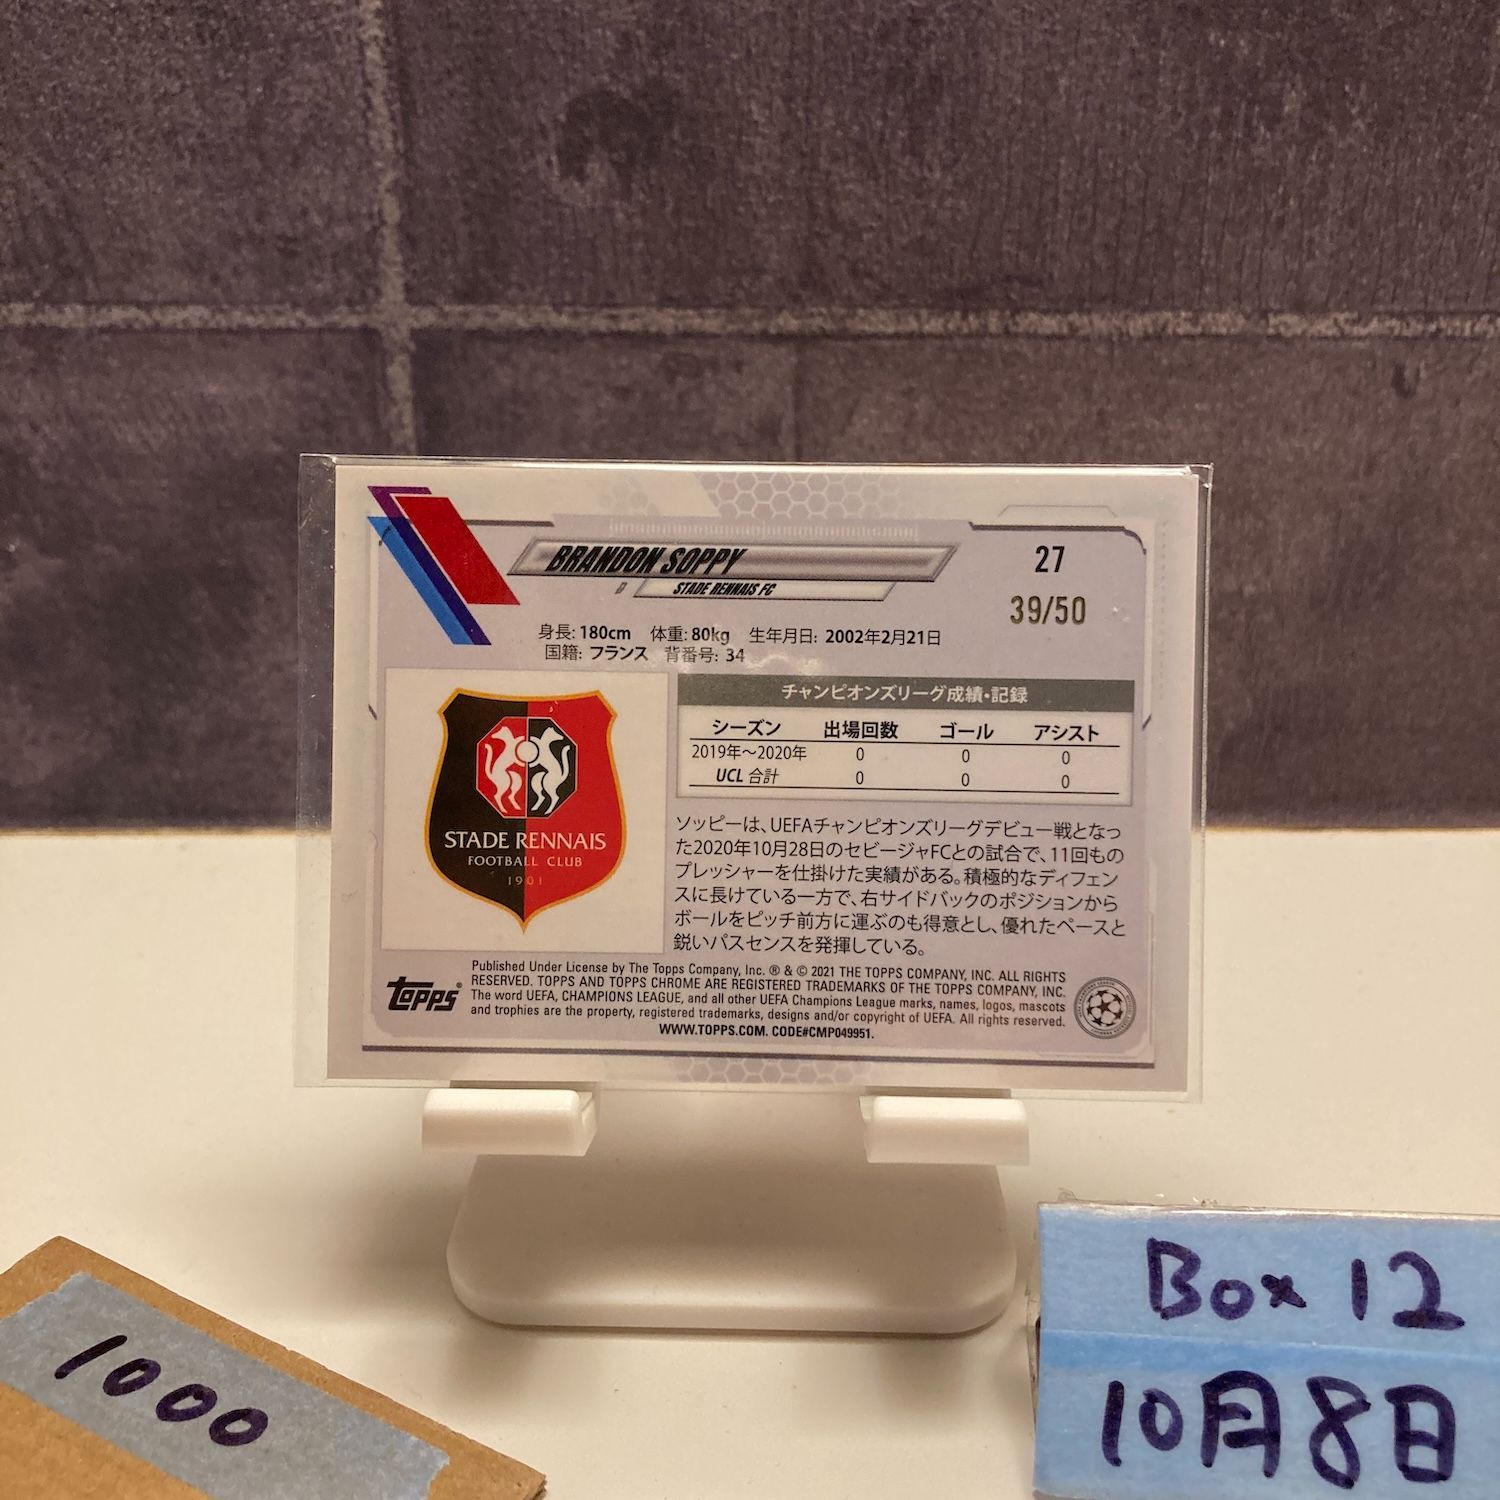 BRANDON SOPPY
D STADE RENNAIS FC
27
39/50
身長: 180cm 体重: 80kg 生年月日: 2002年2月21日
国籍: フランス 背番号: 34
STADE RENNAIS
FOOTBALL CLUB
1901
チャンピオンズリーグ成績・記録
シーズン 出場回数 ゴール アシスト
2019年〜2020年 0 0 0
UCL 合計 0 0 0
ソッピーは、UEFAチャンピオンズリーグデビュー戦となっ
た2020年10月28日のセビージャFCとの試合で、11回もの
プレッシャーを仕掛けた実績がある。積極的なディフェン
スに長けている一方で、右サイドバックのポジションから
ボールをピッチ前方に運ぶのも得意とし、優れたペースと
鋭いパスセンスを発揮している。
topps®
Published Under License by The Topps Company, Inc. ® & © 2021 THE TOPPS COMPANY, INC. ALL RIGHTS
RESERVED. TOPPS AND TOPPS CHROME ARE REGISTERED TRADEMARKS OF THE TOPPS COMPANY, INC.
The word UEFA, CHAMPIONS LEAGUE, and all other UEFA Champions League marks, names, logos, mascots
and trophies are the property, registered trademarks, designs and/or copyright of UEFA. All rights reserved.
WWW.TOPPS.COM. CODE#CMP049951.
1000
Box 12
10月8日